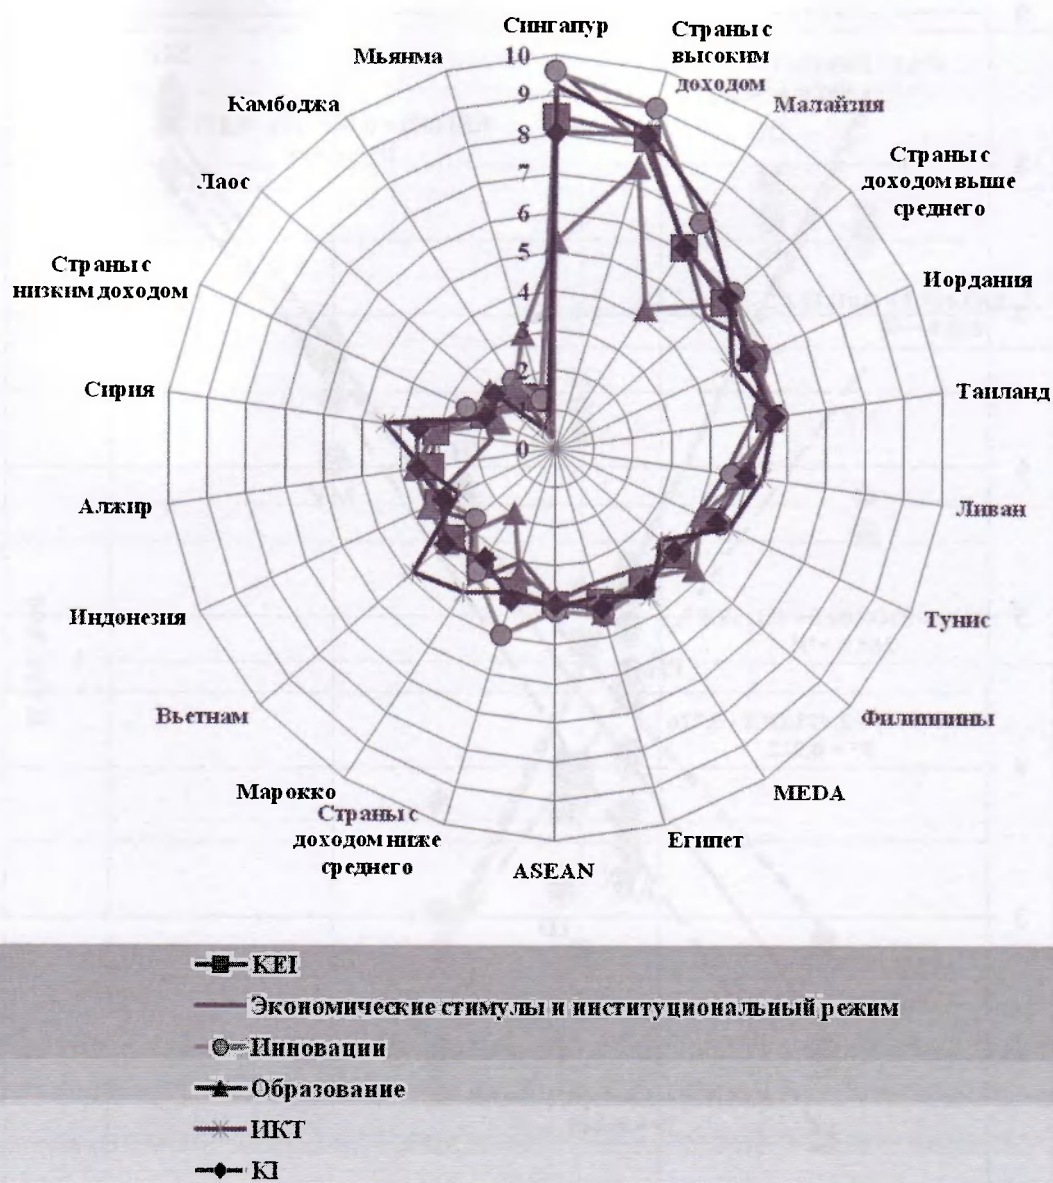 Сингапур
Страны с
высоким
доходом
Малайзия
Страны с
доходом выше
среднего
Иордания
Таиланд
Ливан
Тунис
Филиппины
MEDA
Египет
ASEAN
Страны с
доходом ниже
среднего
Марокко
Вьетнам
Индонезия
Алжир
Сирия
Страны с
низким доходом
Лаос
Камбоджа
Мьянма
10
9
8
7
6
5
4
3
2
0
KEI
Экономические стимулы и институциональный режим
Инновации
Образование
ИКТ
KI